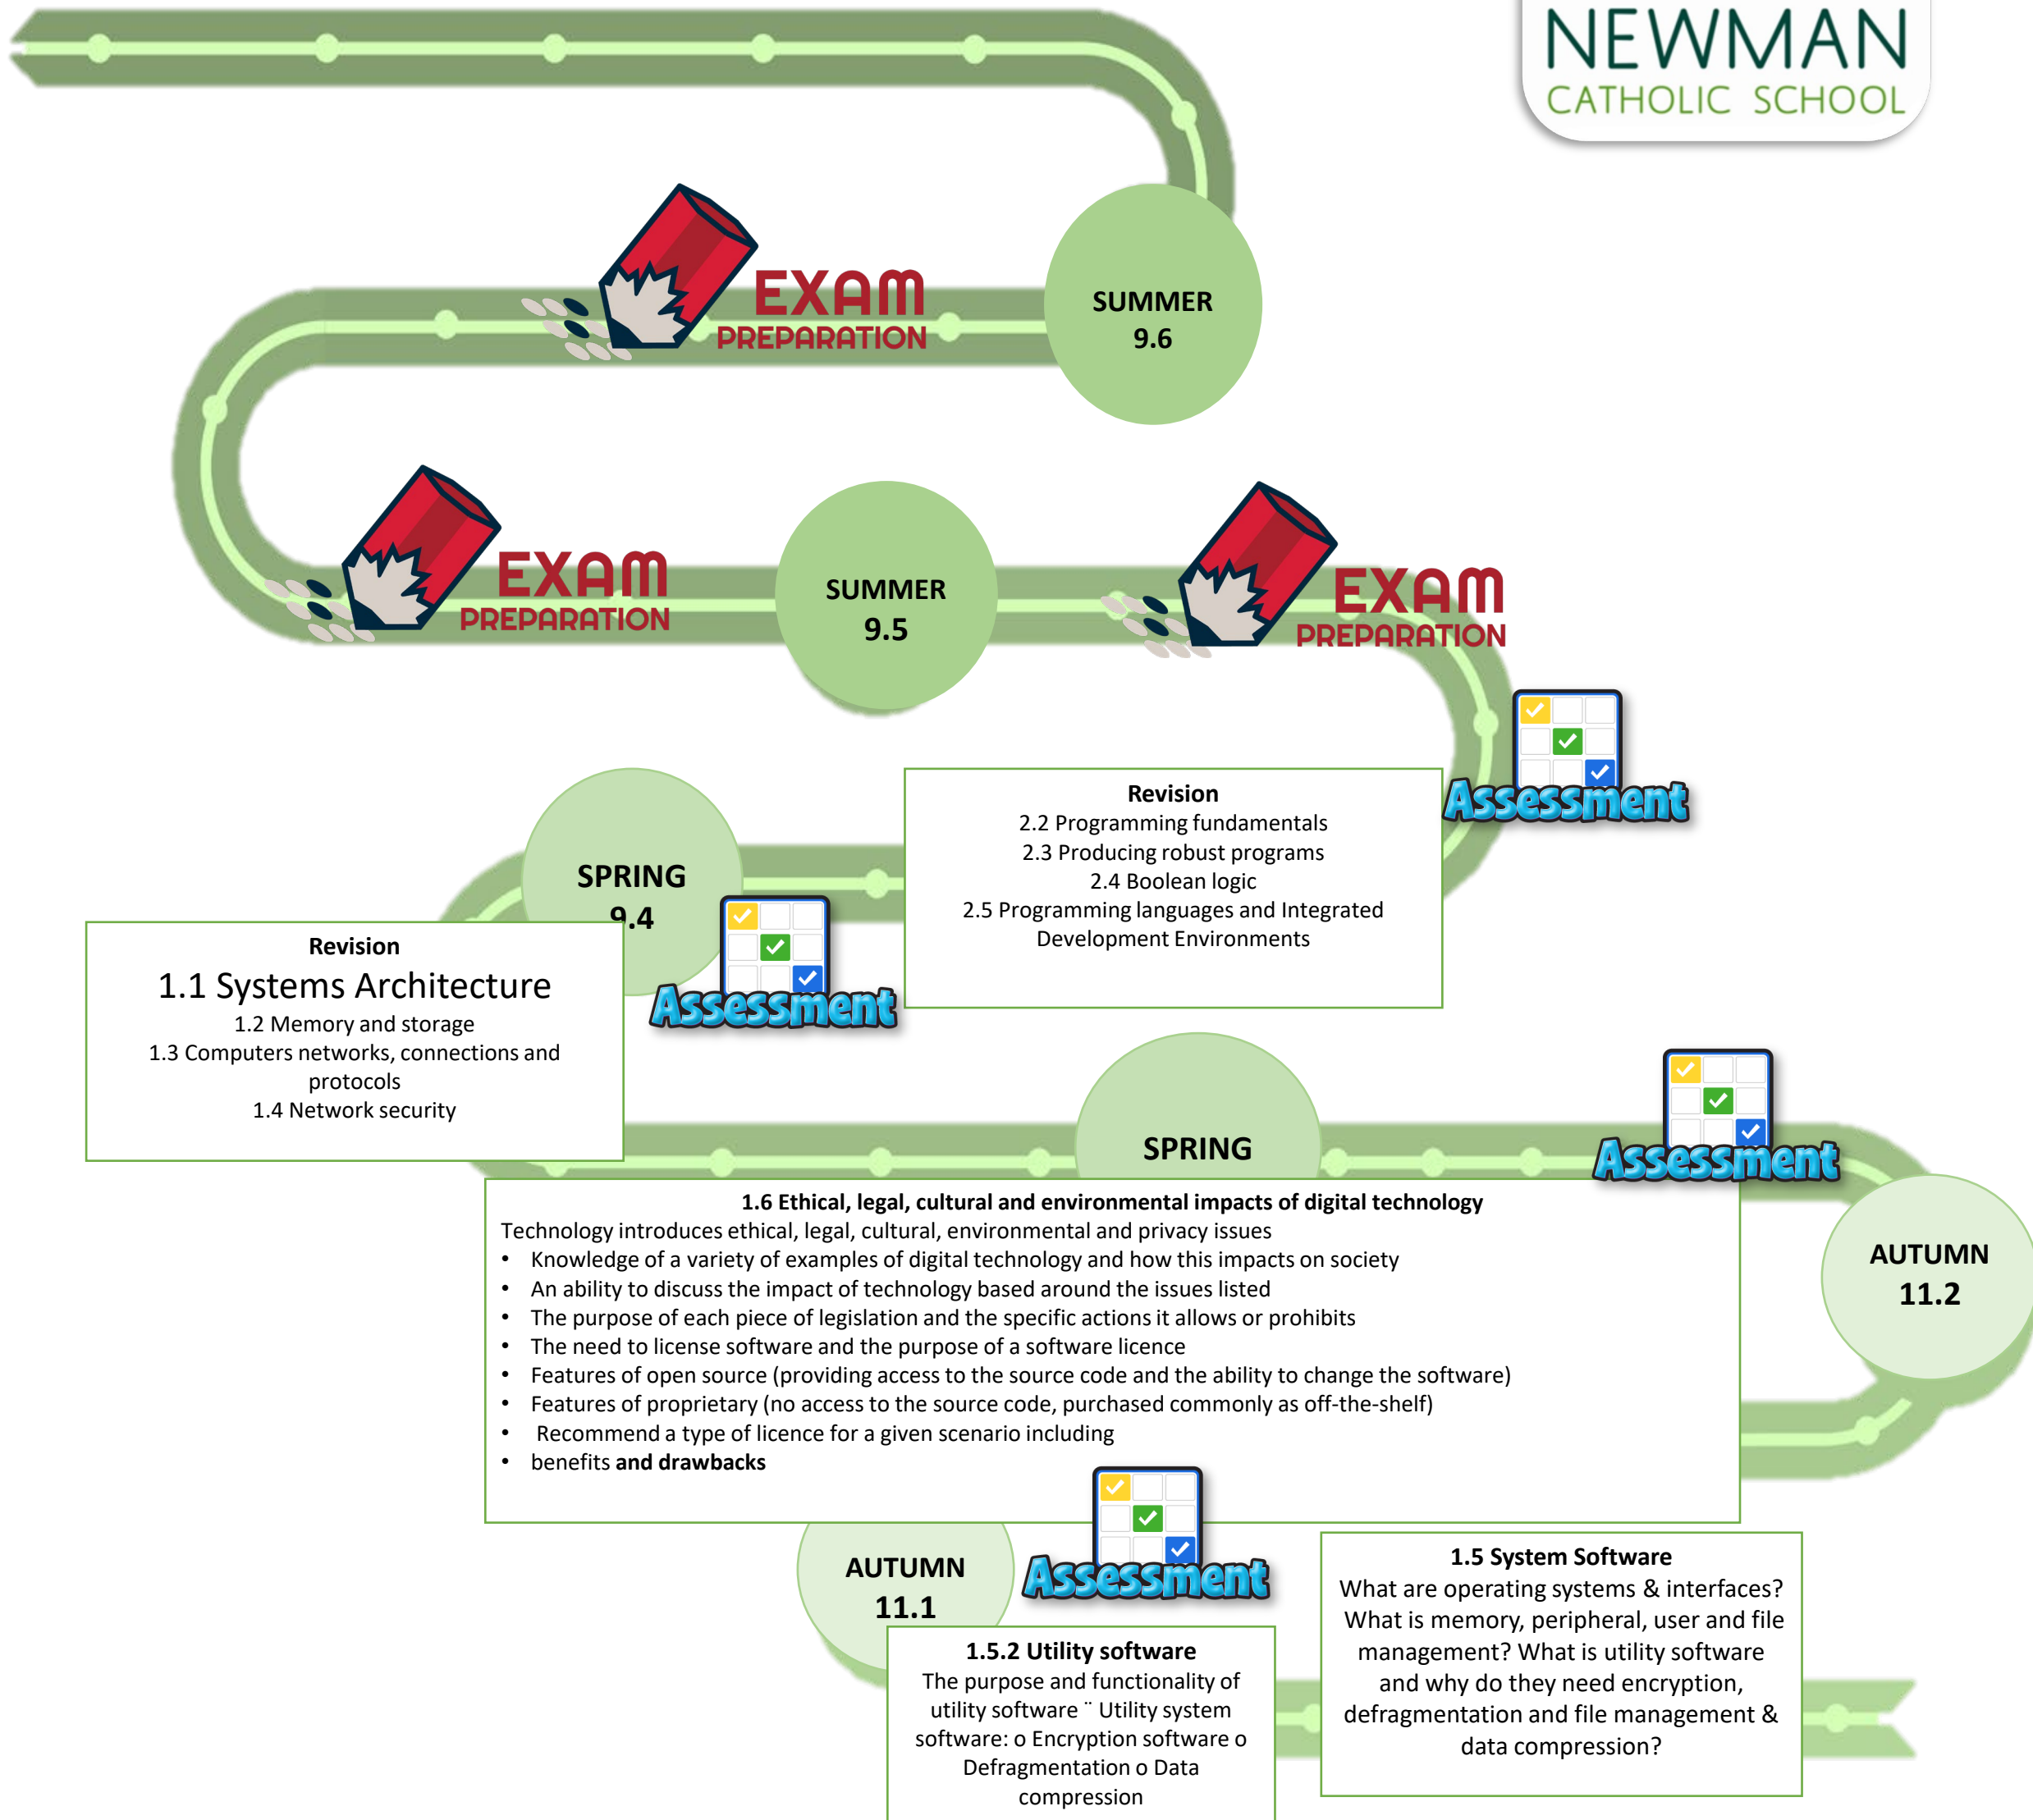 NEWMAN
CATHOLIC SCHOOL
SUMMER
9.6
EXAM
PREPARATION
EXAM
PREPARATION
SUMMER
9.5
EXAM
PREPARATION
Assessment
SPRING
9.4
Assessment
Revision
2.2 Programming fundamentals
2.3 Producing robust programs
2.4 Boolean logic
2.5 Programming languages and Integrated
Development Environments
Revision
1.1 Systems Architecture
1.2 Memory and storage
1.3 Computers networks, connections and
protocols
1.4 Network security
SPRING
Assessment
AUTUMN
11.2
1.6 Ethical, legal, cultural and environmental impacts of digital technology
Technology introduces ethical, legal, cultural, environmental and privacy issues
• Knowledge of a variety of examples of digital technology and how this impacts on society
• An ability to discuss the impact of technology based around the issues listed
• The purpose of each piece of legislation and the specific actions it allows or prohibits
• The need to license software and the purpose of a software licence
• Features of open source (providing access to the source code and the ability to change the software)
• Features of proprietary (no access to the source code, purchased commonly as off-the-shelf)
• Recommend a type of licence for a given scenario including
• benefits and drawbacks
AUTUMN
11.1
Assessment
1.5.2 Utility software
The purpose and functionality of
utility software ¨ Utility system
software: o Encryption software o
Defragmentation o Data
compression
1.5 System Software
What are operating systems & interfaces?
What is memory, peripheral, user and file
management? What is utility software
and why do they need encryption,
defragmentation and file management &
data compression?